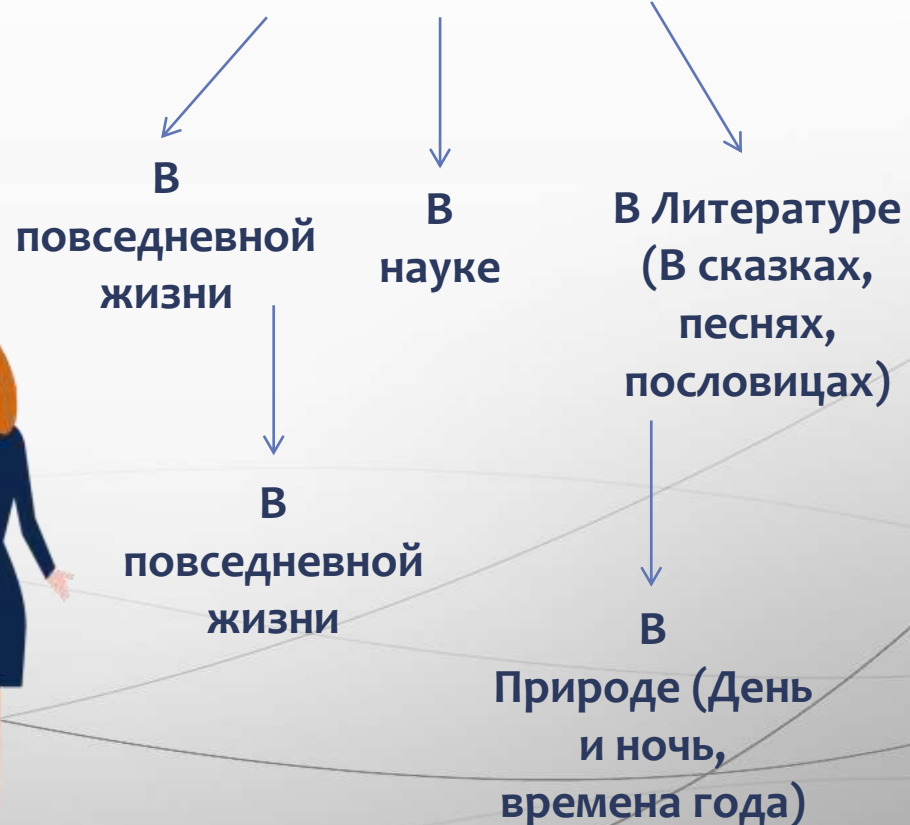 В
повседневной
жизни
В
науке
В Литературе
(В сказках,
песнях,
пословицах)
В
повседневной
жизни
В
Природе (День
и ночь,
времена года)